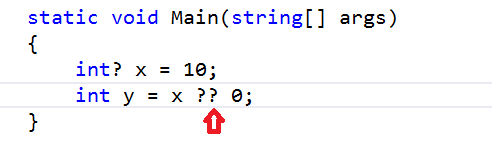 static void Main(string[] args)
{
    int? x = 10;
    int y = x ?? 0;
}